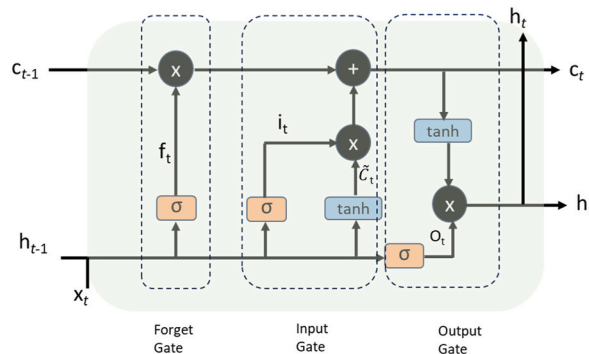 h_t
c_{t-1}
x
+
c_t
tanh
i_t
x
f_t
C̃_t
σ
σ
tanh
x
h
O_t
h_{t-1}
σ
x_t
Forget
Gate
Input
Gate
Output
Gate